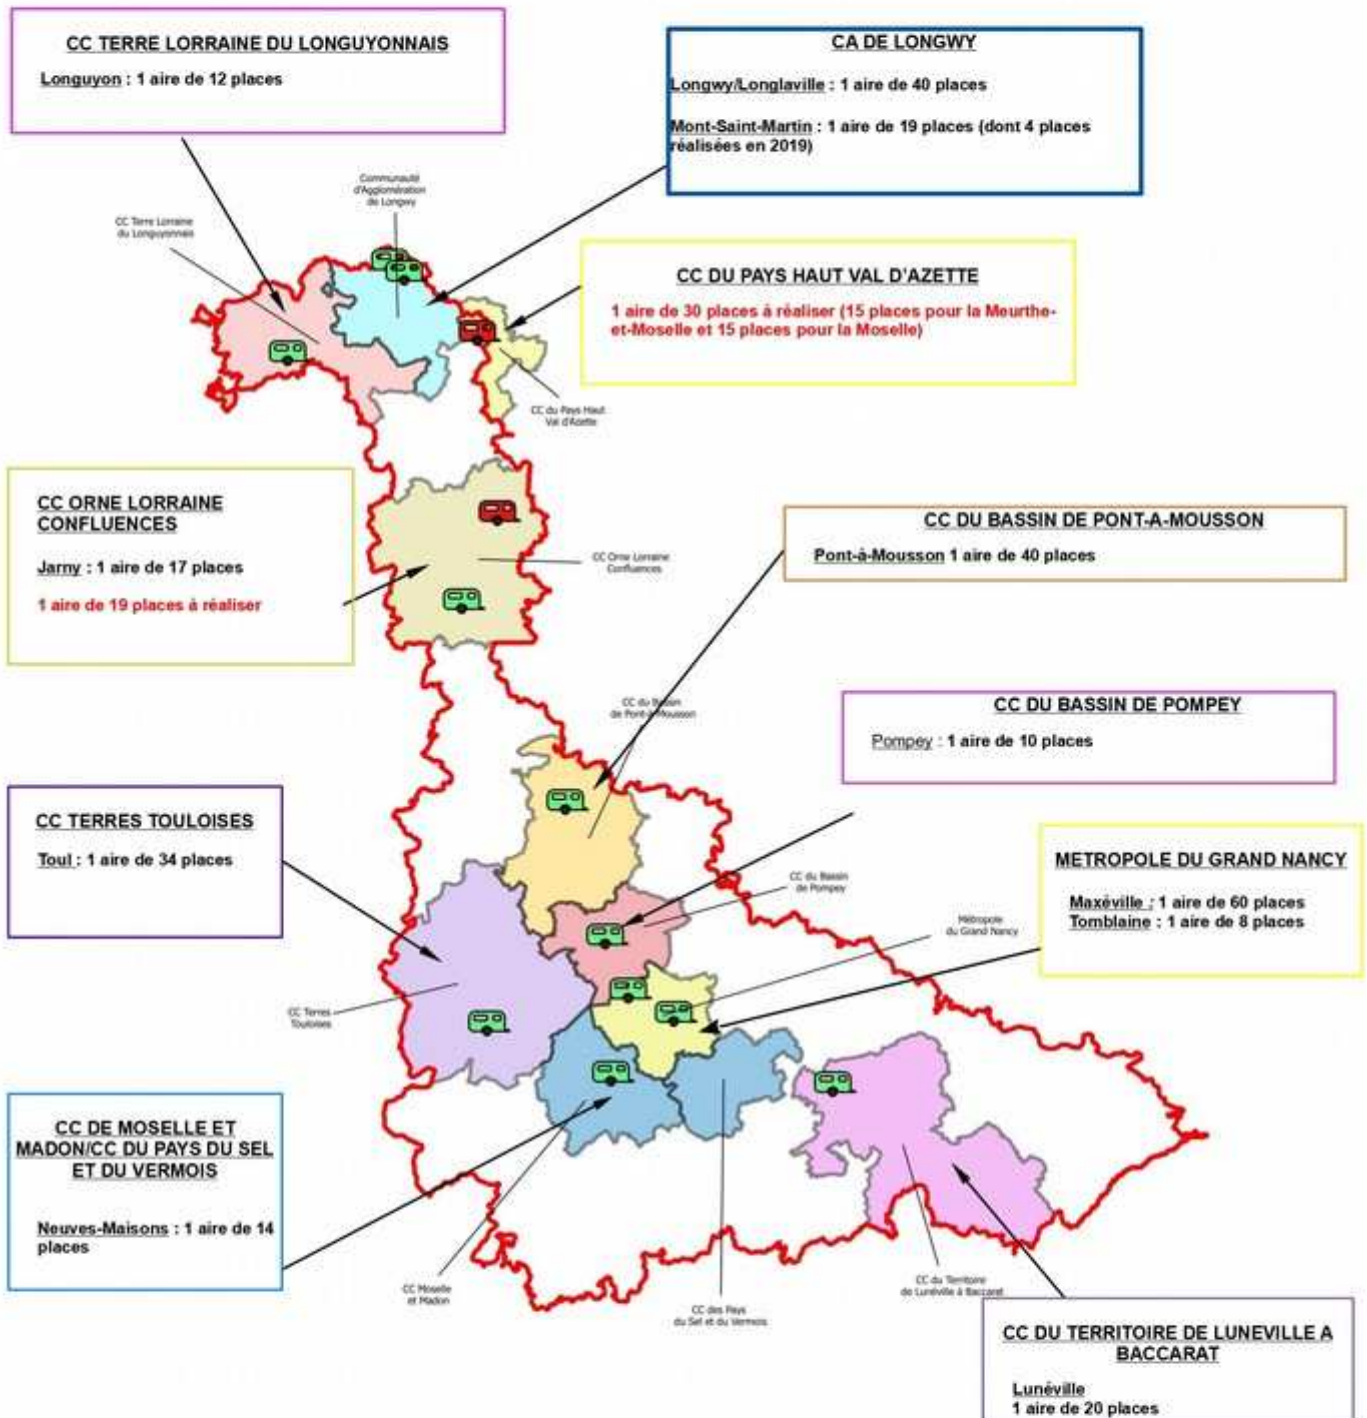 CC TERRE LORRAINE DU LONGUYONNAIS
Longuyon : 1 aire de 12 places
CA DE LONGWY
Longwy/Longlaville : 1 aire de 40 places
Mont-Saint-Martin : 1 aire de 19 places (dont 4 places
réalisées en 2019)
Communauté
d'Agglomération
de Longwy
CC Terre Lorraine
du Longuyonnais
CC DU PAYS HAUT VAL D'AZETTE
1 aire de 30 places à réaliser (15 places pour la Meurthe-
et-Moselle et 15 places pour la Moselle)
CC du Pays Haut
Val d'Azette
CC ORNE LORRAINE
CONFLUENCES
Jarny : 1 aire de 17 places
1 aire de 19 places à réaliser
CC Orne Lorraine
Confluences
CC DU BASSIN DE PONT-A-MOUSSON
Pont-à-Mousson 1 aire de 40 places
CC du Bassin
de Pont-à-Mousson
CC DU BASSIN DE POMPEY
Pompey : 1 aire de 10 places
CC TERRES TOULOISES
Toul : 1 aire de 34 places
CC du Bassin
de Pompey
METROPOLE DU GRAND NANCY
Maxéville : 1 aire de 60 places
Tomblaine : 1 aire de 8 places
Métropole
du Grand Nancy
CC Terres
Touloises
CC DE MOSELLE ET
MADON/CC DU PAYS DU SEL
ET DU VERMOIS
Neuves-Maisons : 1 aire de 14
places
CC Moselle
et Madon
CC des Pays
du Sel et du Vermois
CC du Territoire
de Lunéville à Baccarat
CC DU TERRITOIRE DE LUNEVILLE A
BACCARAT
Lunéville
1 aire de 20 places